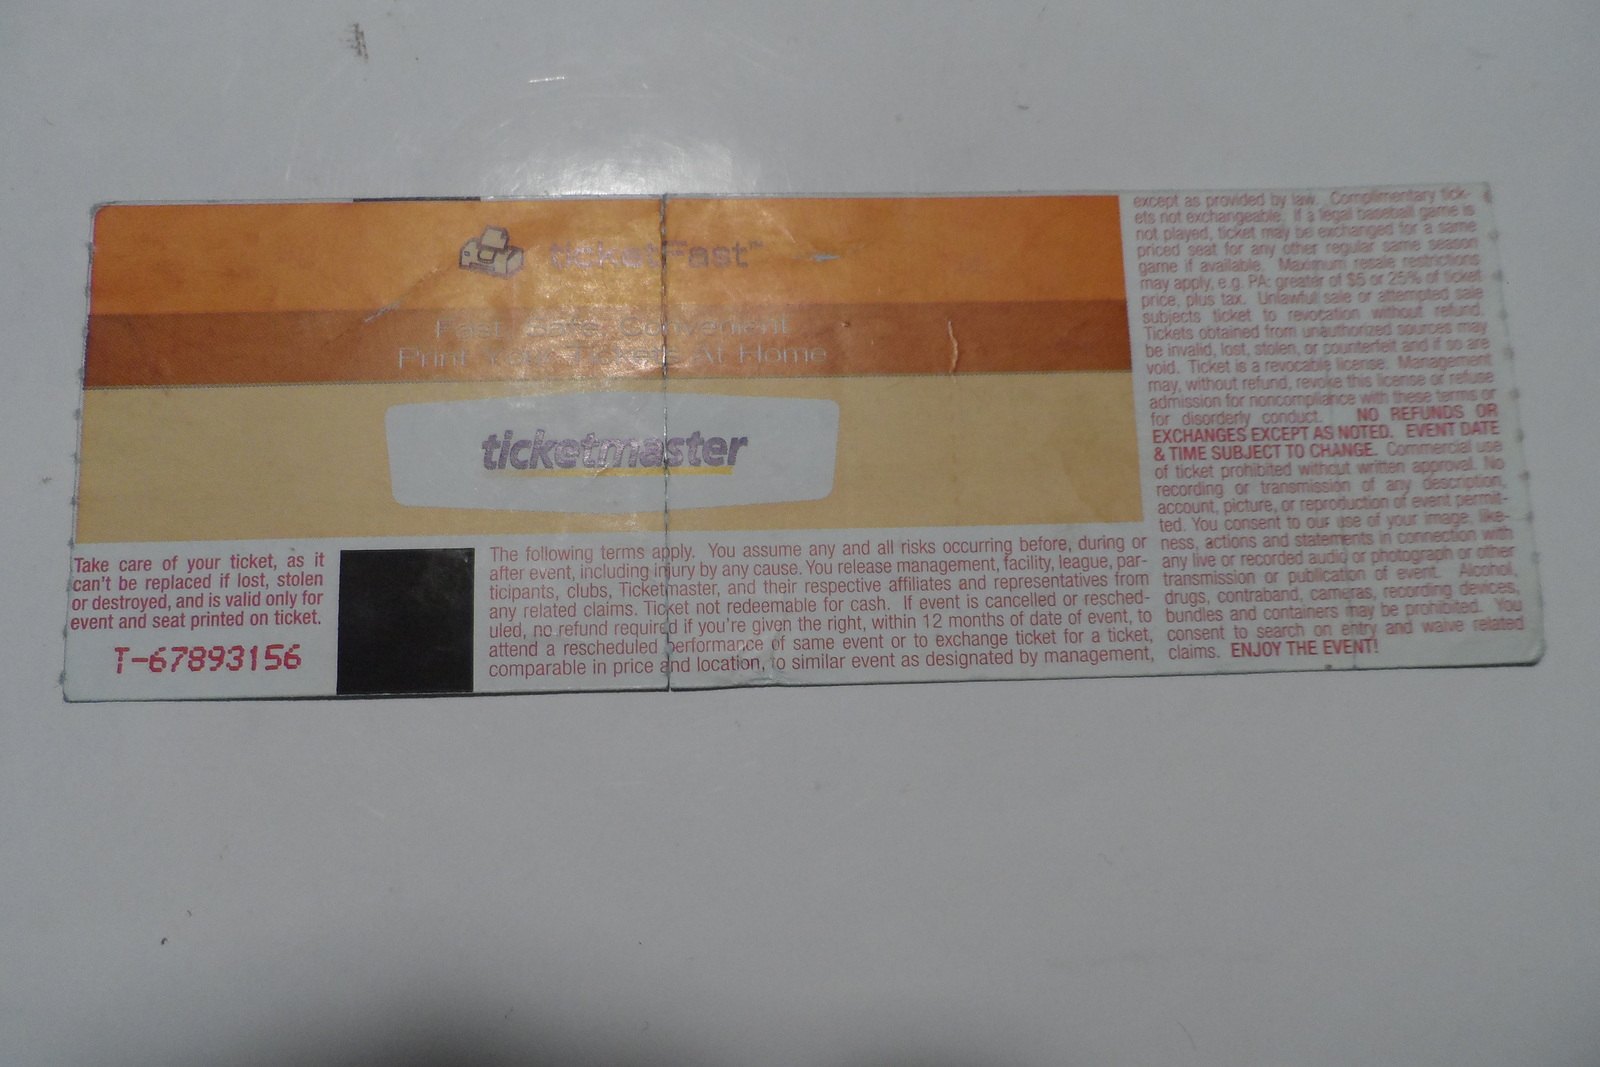 ticketFast™
Fast, Safe, Convenient
Print Your Tickets At Home
ticketmaster
Take care of your ticket, as it
can't be replaced if lost, stolen
or destroyed, and is valid only for
event and seat printed on ticket.
T-67893156
The following terms apply. You assume any and all risks occurring before, during or
after event, including injury by any cause. You release management, facility, league, par-
ticipants, clubs, Ticketmaster, and their respective affiliates and representatives from
any related claims. Ticket not redeemable for cash. If event is cancelled or resched-
uled, no refund required if you're given the right, within 12 months of date of event, to
attend a rescheduled performance of same event or to exchange ticket for a ticket,
comparable in price and location, to similar event as designated by management,
except as provided by law. Complimentary tick-
ets not exchangeable. If a legal baseball game is
not played, ticket may be exchanged for a same
priced seat for any other regular same season
game if available. Maximum resale restrictions
may apply, e.g. PA: greater of $5 or 25% of ticket
price, plus tax. Unlawful sale or attempted sale
subjects ticket to revocation without refund.
Tickets obtained from unauthorized sources may
be invalid, lost, stolen, or counterfeit and if so are
void. Ticket is a revocable license. Management
may, without refund, revoke this license or refuse
admission for noncompliance with these terms or
for disorderly conduct. NO REFUNDS OR
EXCHANGES EXCEPT AS NOTED. EVENT DATE
& TIME SUBJECT TO CHANGE. Commercial use
of ticket prohibited without written approval. No
recording or transmission of any description,
account, picture, or reproduction of event permit-
ted. You consent to our use of your image, like-
ness, actions and statements in connection with
any live or recorded audio or photograph or other
transmission or publication of event. Alcohol,
drugs, contraband, cameras, recording devices,
bundles and containers may be prohibited. You
consent to search on entry and waive related
claims. ENJOY THE EVENT!